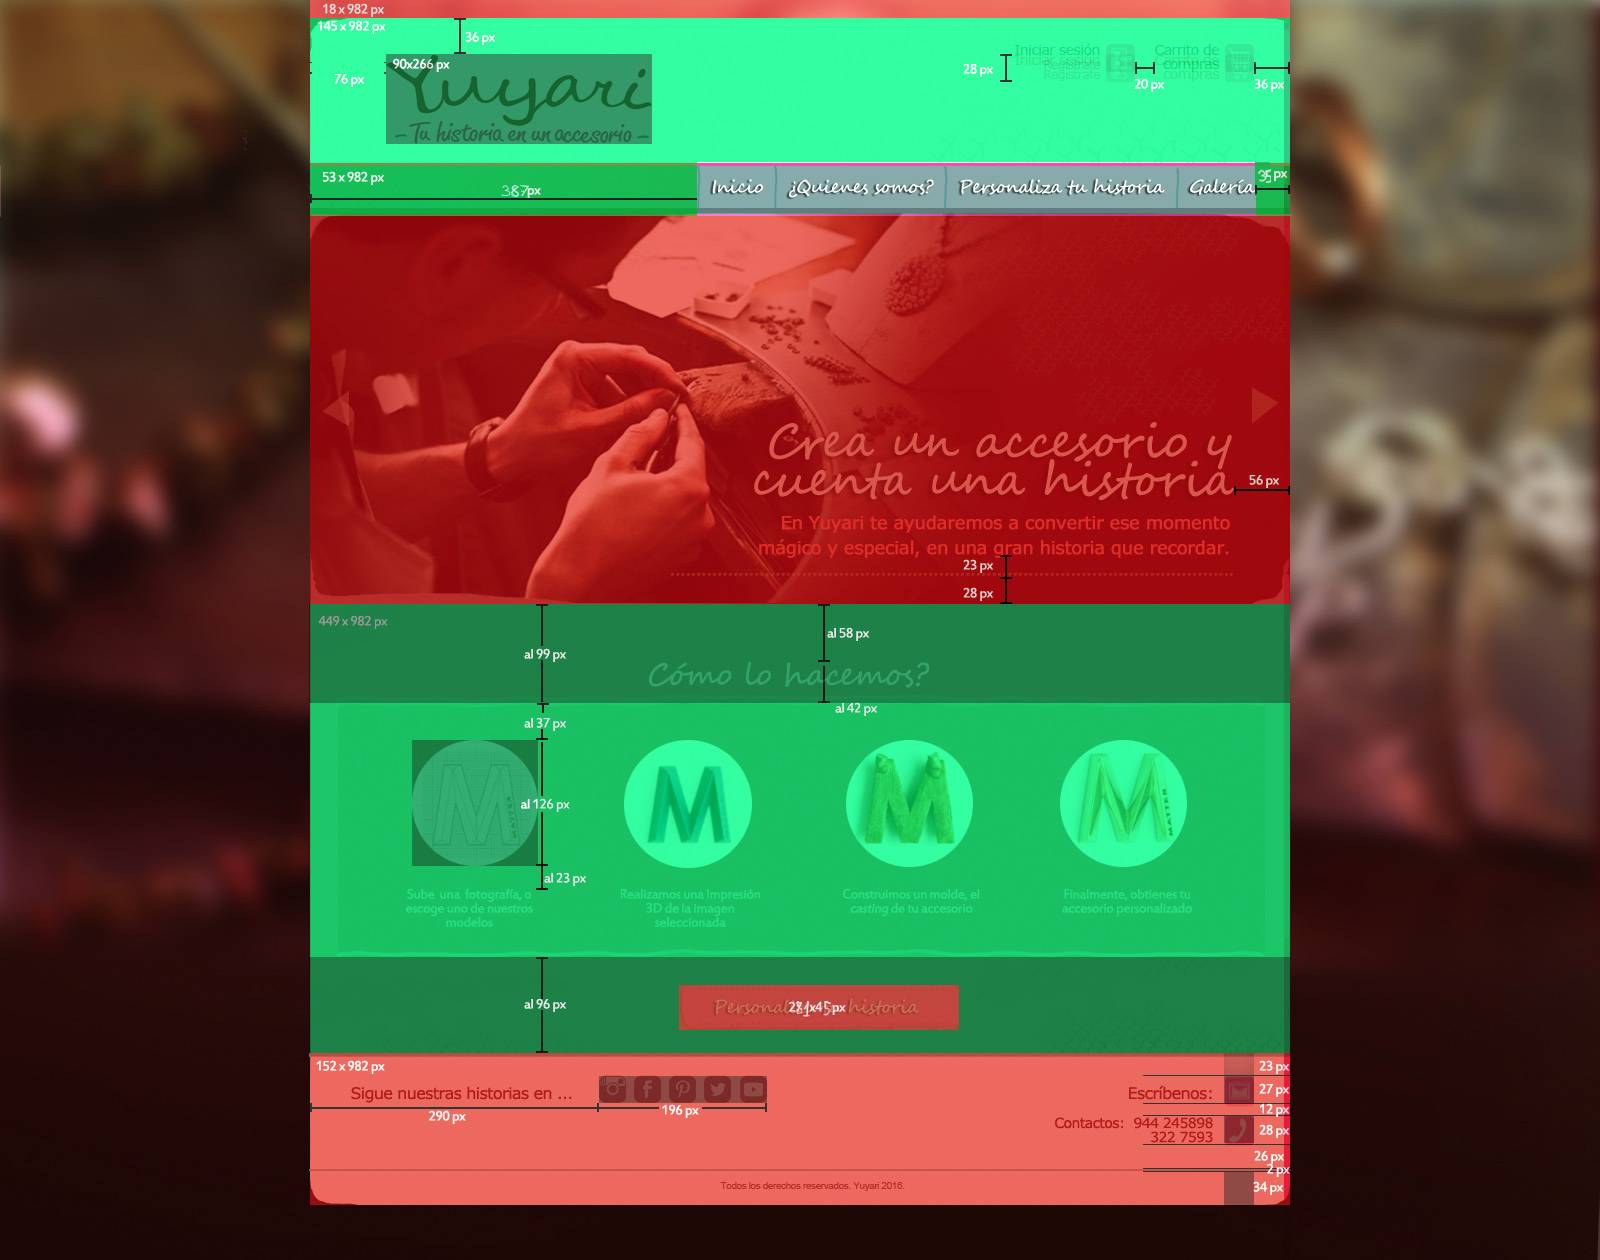 18 x 982 px
145 x 982 px
36 px
90x266 px
76 px
Yuyari
– Tu historia en un accesorio –
28 px
Iniciar sesión
Regístrate
20 px
Carrito de
compras
36 px
53 x 982 px
387px
Inicio
¿Quienes somos?
Personaliza tu historia
Galería
35 px
Crea un accesorio y
cuenta una historia
56 px
En Yuyari te ayudaremos a convertir ese momento
mágico y especial, en una gran historia que recordar.
23 px
28 px
449 x 982 px
al 58 px
al 99 px
Cómo lo hacemos?
al 42 px
al 37 px
al 126 px
al 23 px
Sube una fotografía, o
escoge uno de nuestros
modelos
Realizamos una Impresión
3D de la imagen
seleccionada
Construimos un molde, el
casting de tu accesorio
Finalmente, obtienes tu
accesorio personalizado
al 96 px
Personaliza tu historia
152 x 982 px
Sigue nuestras historias en ...
290 px
196 px
Escríbenos:
Contactos: 944 245898
322 7593
23 px
27 px
12 px
28 px
26 px
2 px
34 px
Todos los derechos reservados. Yuyari 2016.